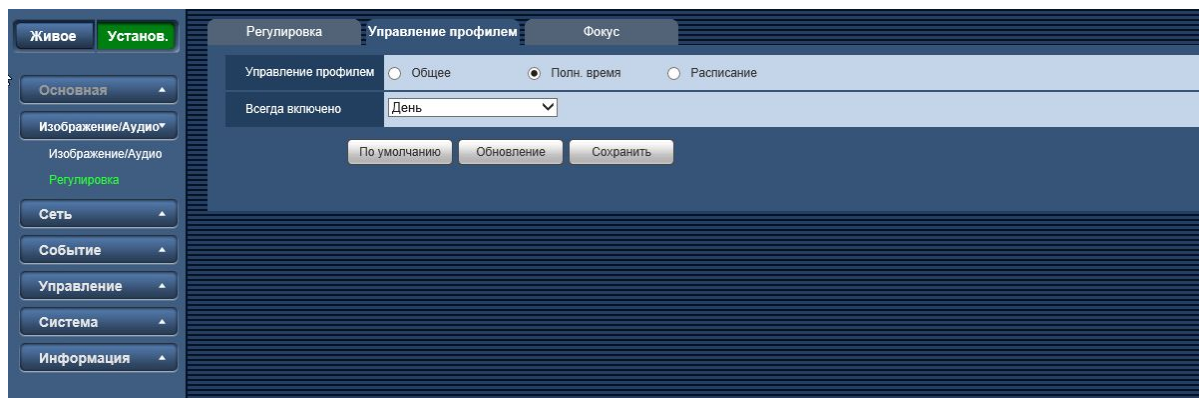 Живое Установ.
Основная
Изображение/Аудио
Изображение/Аудио
Регулировка
Сеть
Событие
Управление
Система
Информация
Регулировка Управление профилем Фокус
Управление профилем Общее Полн. время Расписание
Всегда включено День
По умолчанию Обновление Сохранить